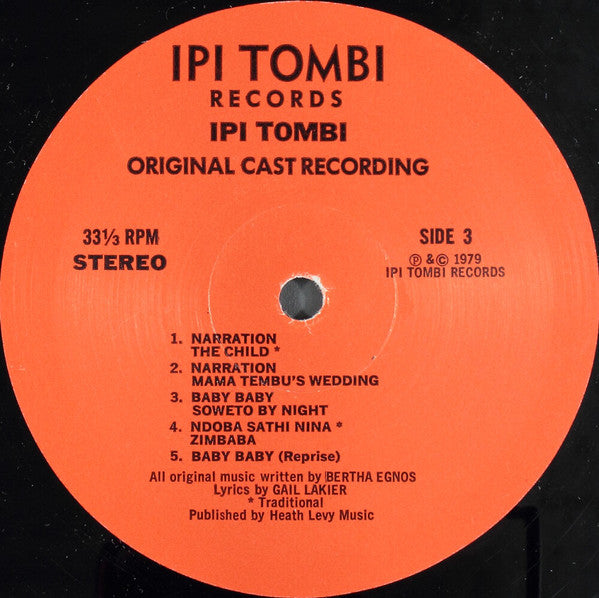 IPI TOMBI
RECORDS
IPI TOMBI
ORIGINAL CAST RECORDING
33⅓ RPM
STEREO
SIDE 3
℗ &© 1979
IPI TOMBI RECORDS
1. NARRATION
THE CHILD *
2. NARRATION
MAMA TEMBU'S WEDDING
3. BABY BABY
SOWETO BY NIGHT
4. NDOBA SATHI NINA *
ZIMBABA
5. BABY BABY (Reprise)
All original music written by BERTHA EGNOS
Lyrics by GAIL LAKIER
* Traditional
Published by Heath Levy Music